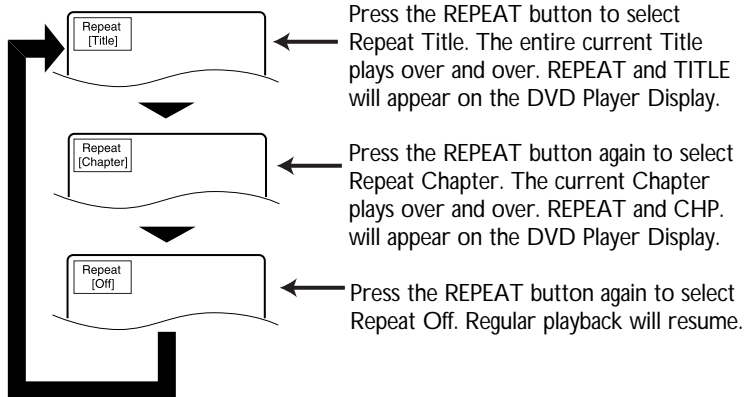 Repeat
[Title]
Press the REPEAT button to select
Repeat Title. The entire current Title
plays over and over. REPEAT and TITLE
will appear on the DVD Player Display.
Repeat
[Chapter]
Press the REPEAT button again to select
Repeat Chapter. The current Chapter
plays over and over. REPEAT and CHP.
will appear on the DVD Player Display.
Repeat
[Off]
Press the REPEAT button again to select
Repeat Off. Regular playback will resume.